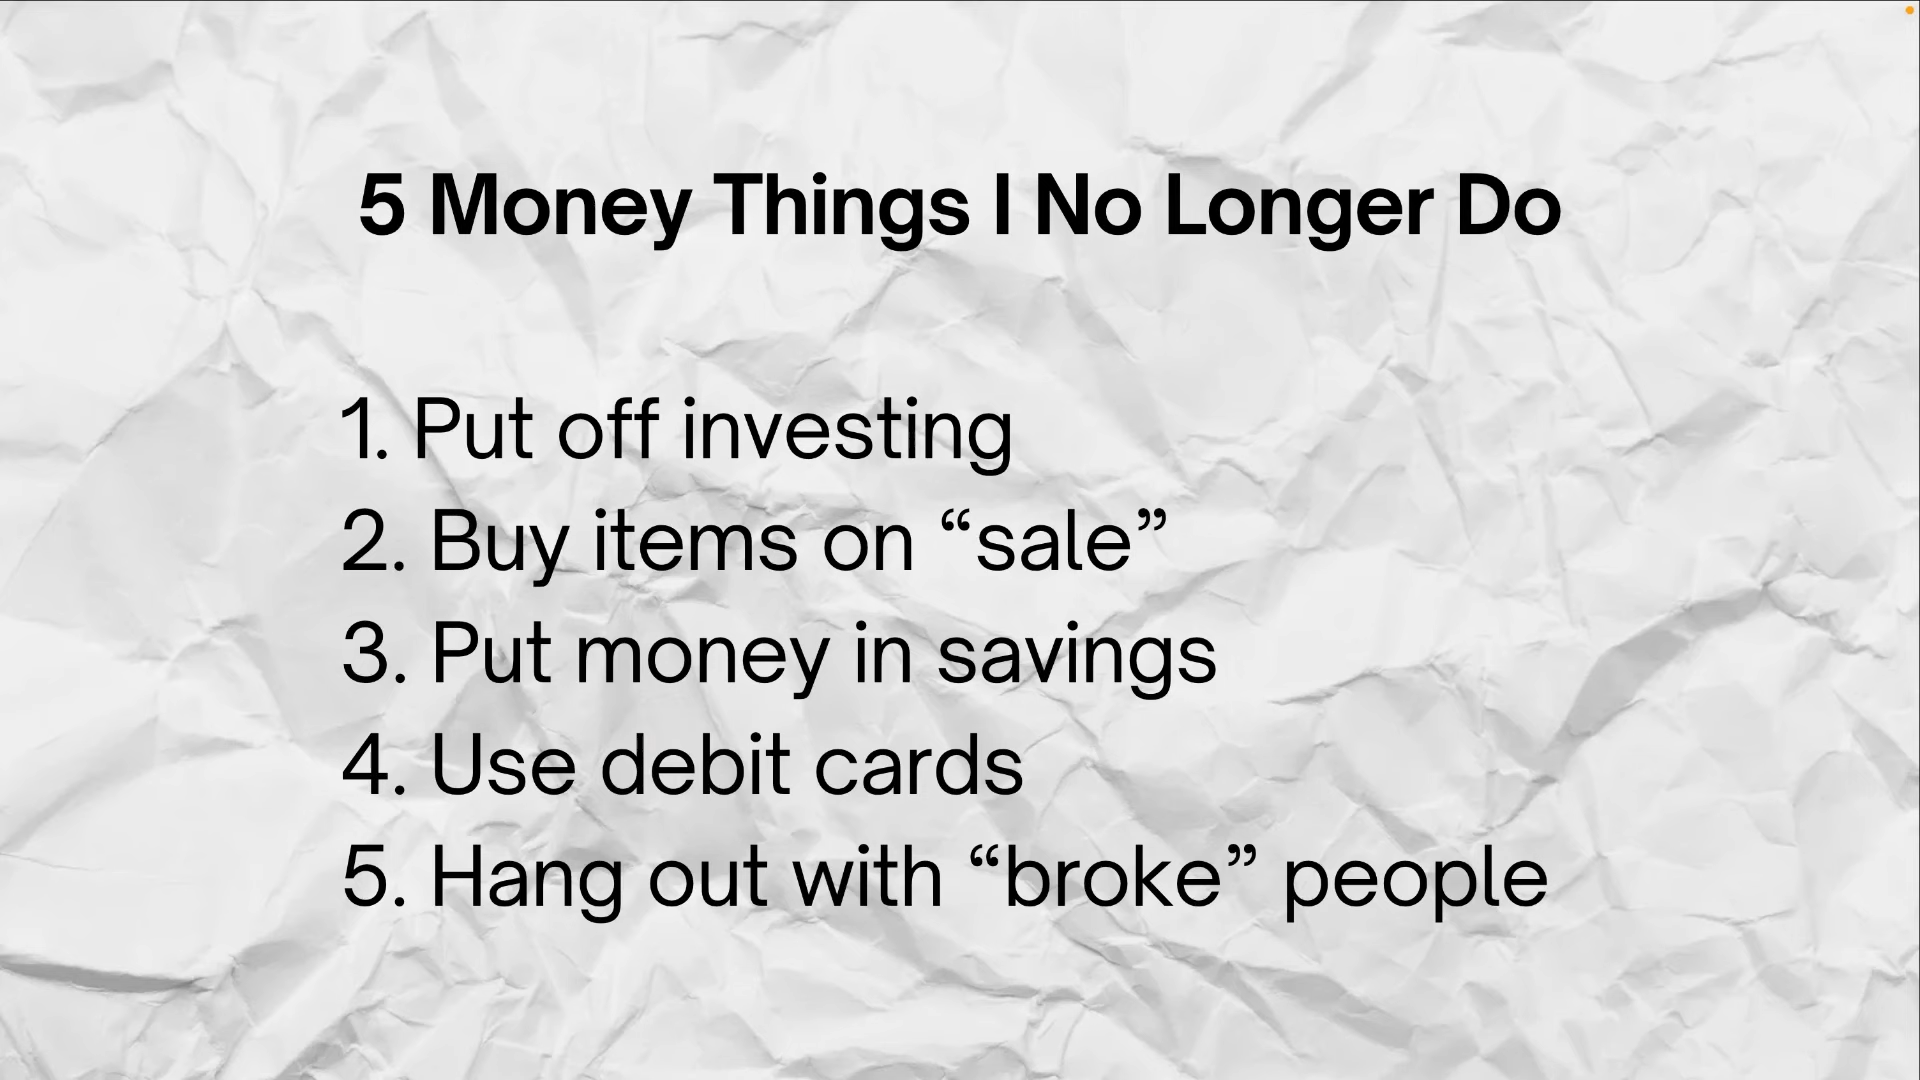 5 Money Things I No Longer Do
1. Put off investing
2. Buy items on “sale”
3. Put money in savings
4. Use debit cards
5. Hang out with “broke” people